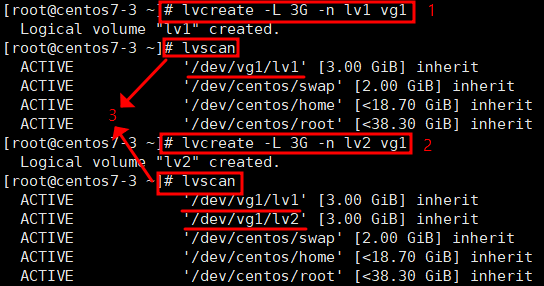 [root@centos7-3 ~]# lvcreate -L 3G -n lv1 vg1 1
  Logical volume "lv1" created.
[root@centos7-3 ~]# lvscan
  ACTIVE            '/dev/vg1/lv1' [3.00 GiB] inherit
  ACTIVE            '/dev/centos/swap' [2.00 GiB] inherit
3
  ACTIVE            '/dev/centos/home' [<18.70 GiB] inherit
  ACTIVE            '/dev/centos/root' [<38.30 GiB] inherit
[root@centos7-3 ~]# lvcreate -L 3G -n lv2 vg1 2
  Logical volume "lv2" created.
[root@centos7-3 ~]# lvscan
  ACTIVE            '/dev/vg1/lv1' [3.00 GiB] inherit
  ACTIVE            '/dev/vg1/lv2' [3.00 GiB] inherit
  ACTIVE            '/dev/centos/swap' [2.00 GiB] inherit
  ACTIVE            '/dev/centos/home' [<18.70 GiB] inherit
  ACTIVE            '/dev/centos/root' [<38.30 GiB] inherit